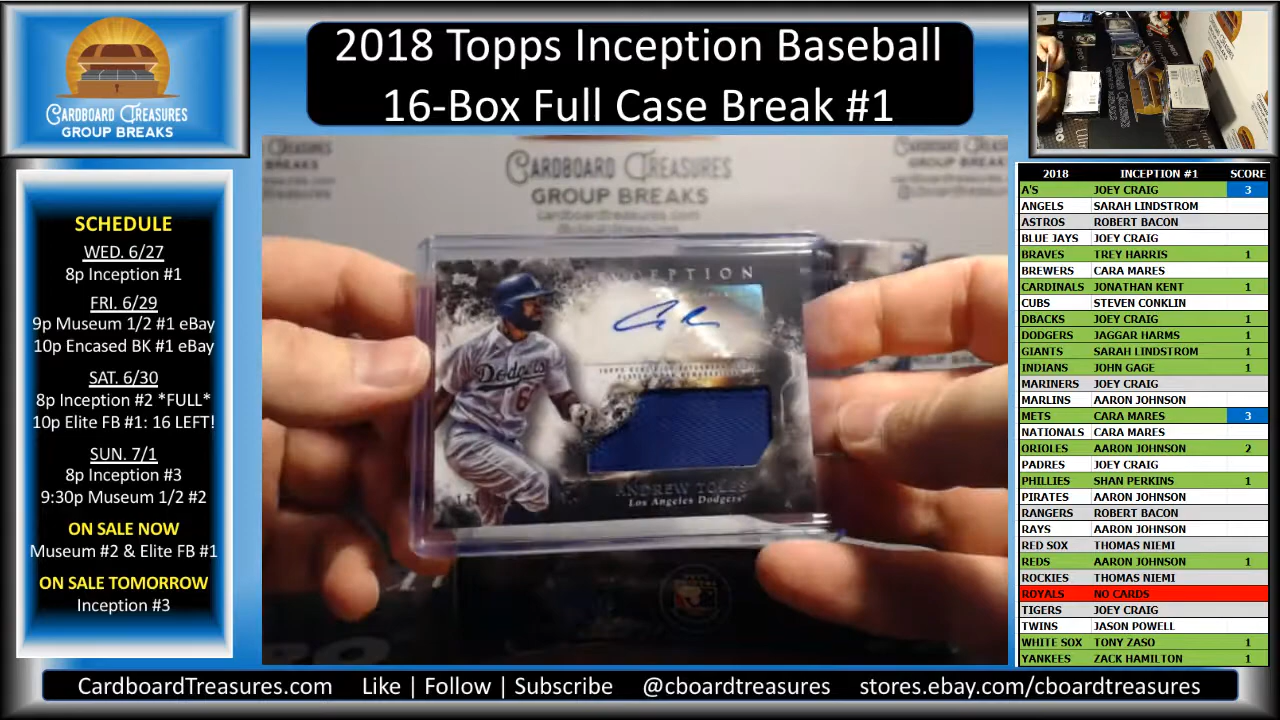 CARDBOARD TREASURES
GROUP BREAKS
2018 Topps Inception Baseball
16-Box Full Case Break #1
SCHEDULE
WED. 6/27
8p Inception #1
FRI. 6/29
9p Museum 1/2 #1 eBay
10p Encased BK #1 eBay
SAT. 6/30
8p Inception #2 *FULL*
10p Elite FB #1: 16 LEFT!
SUN. 7/1
8p Inception #3
9:30p Museum 1/2 #2
ON SALE NOW
Museum #2 & Elite FB #1
ON SALE TOMORROW
Inception #3
CARDBOARD TREASURES
GROUP BREAKS
cardboardtreasures.com
INCEPTION
Dodgers
16
ANDREW TOLES
Los Angeles Dodgers
2018 INCEPTION #1 SCORE
A'S JOEY CRAIG 3
ANGELS SARAH LINDSTROM
ASTROS ROBERT BACON
BLUE JAYS JOEY CRAIG
BRAVES TREY HARRIS 1
BREWERS CARA MARES
CARDINALS JONATHAN KENT 1
CUBS STEVEN CONKLIN
DBACKS JOEY CRAIG 1
DODGERS JAGGAR HARMS 1
GIANTS SARAH LINDSTROM 1
INDIANS JOHN GAGE 1
MARINERS JOEY CRAIG
MARLINS AARON JOHNSON
METS CARA MARES 3
NATIONALS CARA MARES
ORIOLES AARON JOHNSON 2
PADRES JOEY CRAIG
PHILLIES SHAN PERKINS 1
PIRATES AARON JOHNSON
RANGERS ROBERT BACON
RAYS AARON JOHNSON
RED SOX THOMAS NIEMI
REDS AARON JOHNSON 1
ROCKIES THOMAS NIEMI
ROYALS NO CARDS
TIGERS JOEY CRAIG
TWINS JASON POWELL
WHITE SOX TONY ZASO 1
YANKEES ZACK HAMILTON 1
CardboardTreasures.com Like | Follow | Subscribe @cboardtreasures stores.ebay.com/cboardtreasures